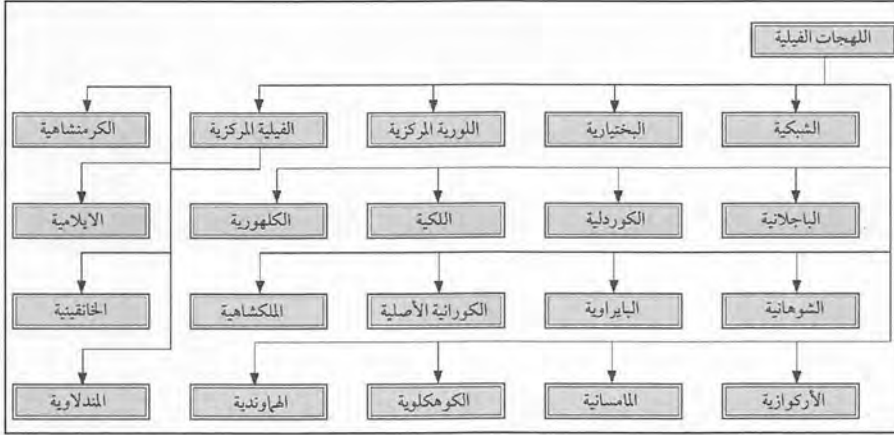 اللهجات الفيلية
الشبكية
البختيارية
اللورية المركزية
الفيلية المركزية
الكرمنشاهية
الباجلانية
الكوردلية
اللكية
الكلهورية
الايلامية
الشوهانية
البايراوية
الكورانية الأصلية
الملكشاهية
الخانقينية
الأركوازية
المامسانية
الكوهكلوية
الهماوندية
المندلاوية